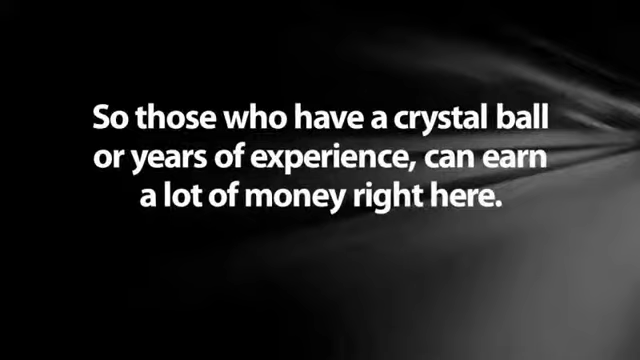 So those who have a crystal ball
or years of experience, can earn
a lot of money right here.